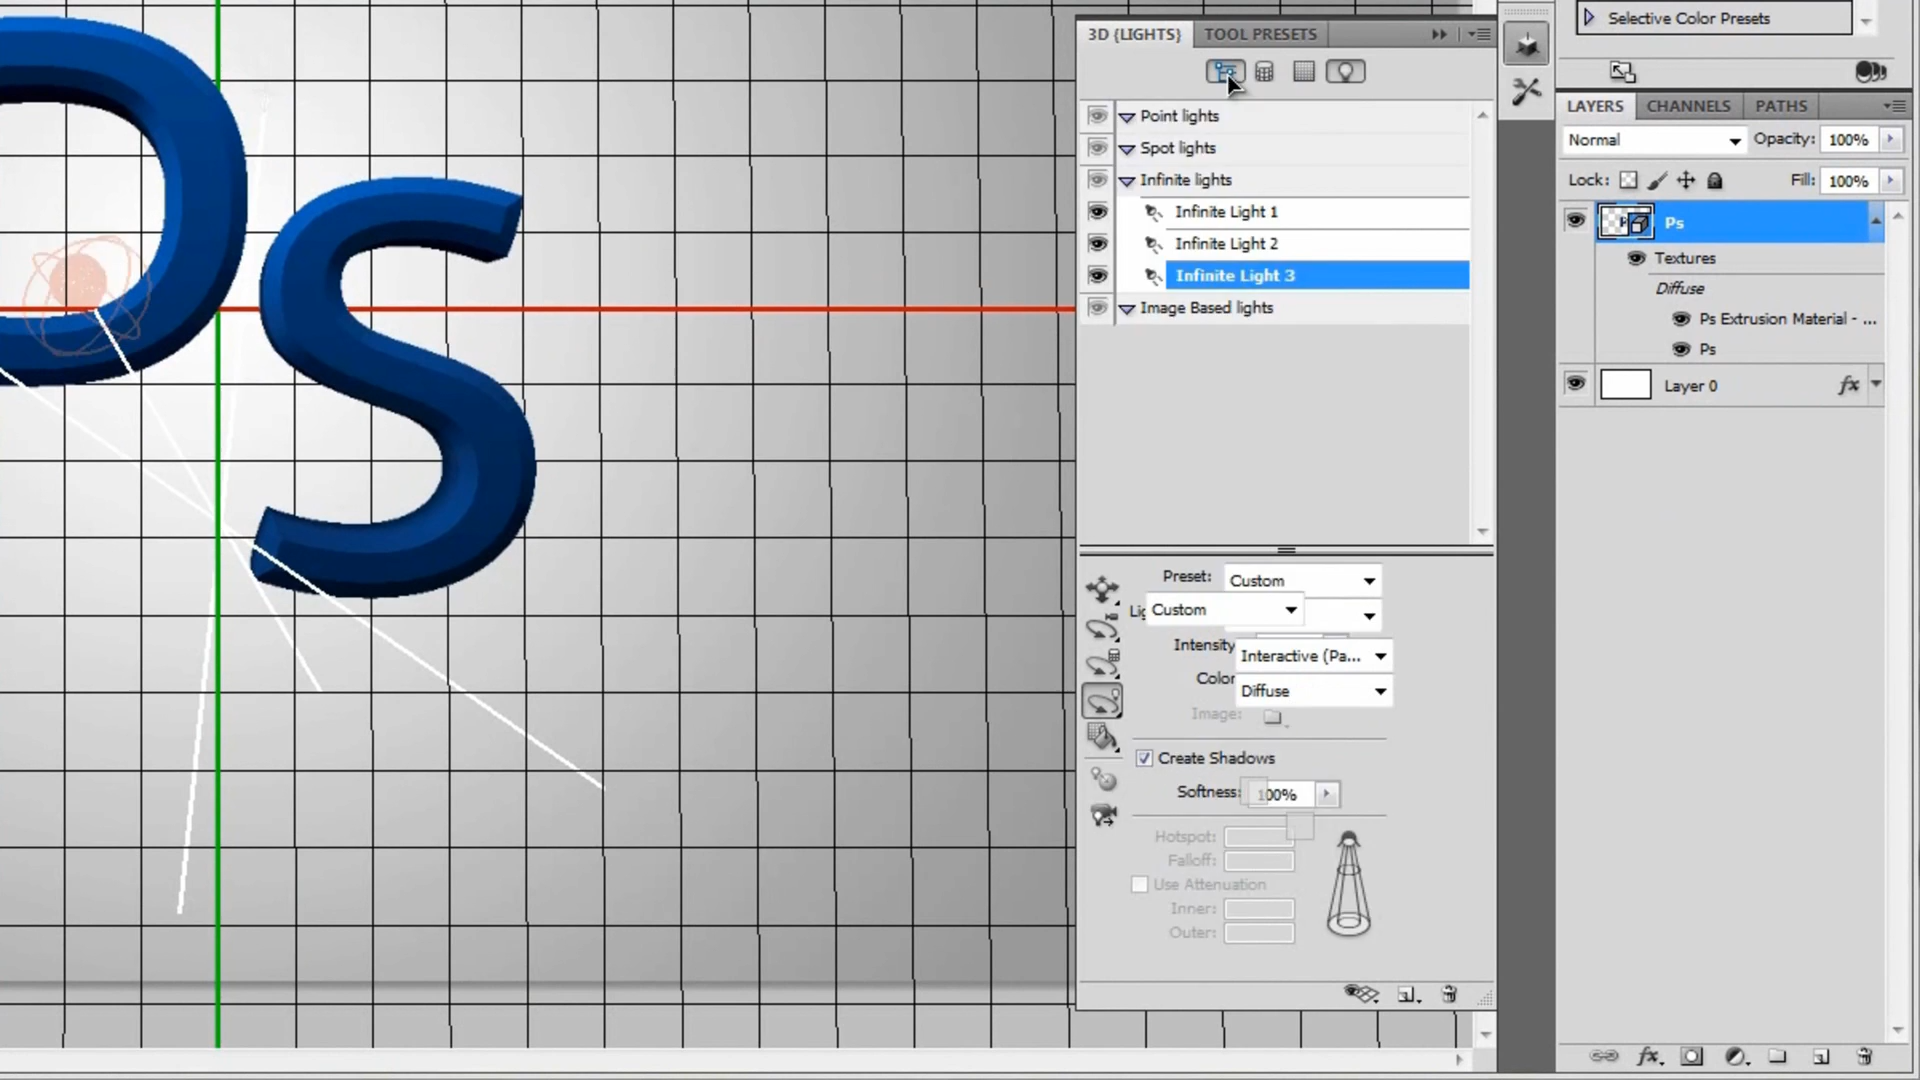 Ps
3D {LIGHTS}
TOOL PRESETS
Point lights
Spot lights
Infinite lights
Infinite Light 1
Infinite Light 2
Infinite Light 3
Image Based lights
Preset: Custom
Custom
Intensity
Interactive (Pa...
Color
Diffuse
Image:
Create Shadows
Softness: 100%
Hotspot:
Falloff:
Use Attenuation
Inner:
Outer:
Selective Color Presets
LAYERS
CHANNELS
PATHS
Normal
Opacity: 100%
Lock:
Fill: 100%
Ps
Textures
Diffuse
Ps Extrusion Material - ...
Ps
Layer 0
fx
fx